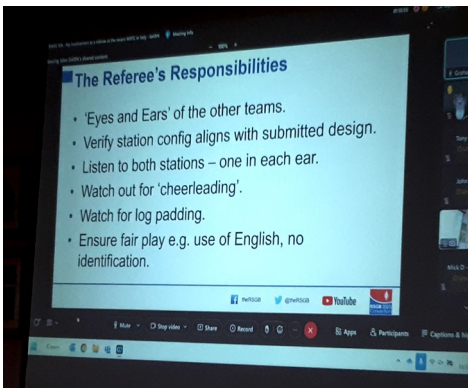 The Referee's Responsibilities
• 'Eyes and Ears' of the other teams.
• Verify station config aligns with submitted design.
• Listen to both stations – one in each ear.
• Watch out for 'cheerleading'.
• Watch for log padding.
• Ensure fair play e.g. use of English, no
identification.
theRSGB @theRSGB YouTube
RSGB
Mute Stop video Share Record Apps Participants Captions &